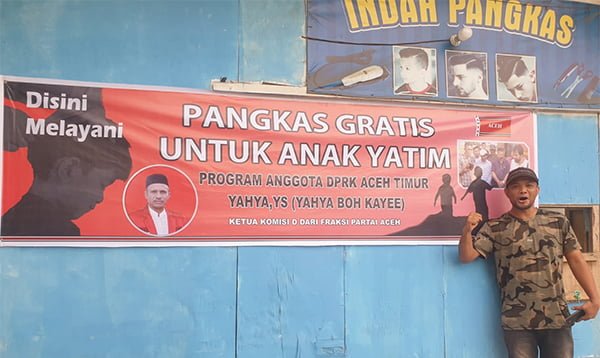 INDAH PANGKAS
Disini
Melayani
PANGKAS GRATIS
UNTUK ANAK YATIM
PROGRAM ANGGOTA DPRK ACEH TIMUR
YAHYA,YS (YAHYA BOH KAYEE)
KETUA KOMISI D DARI FRAKSI PARTAI ACEH
ACEH